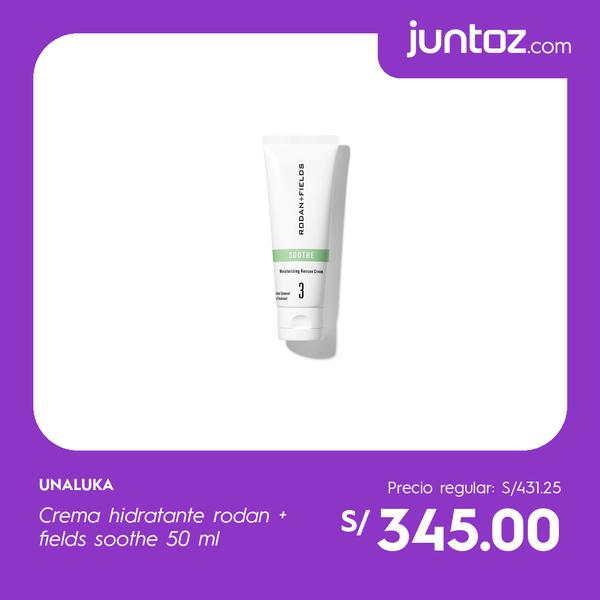 juntoz.com
RODAN+FIELDS
SOOTHE
Moisturizing Rescue Cream
3
UNALUKA
Crema hidratante rodan +
fields soothe 50 ml
Precio regular: S/431.25
S/ 345.00